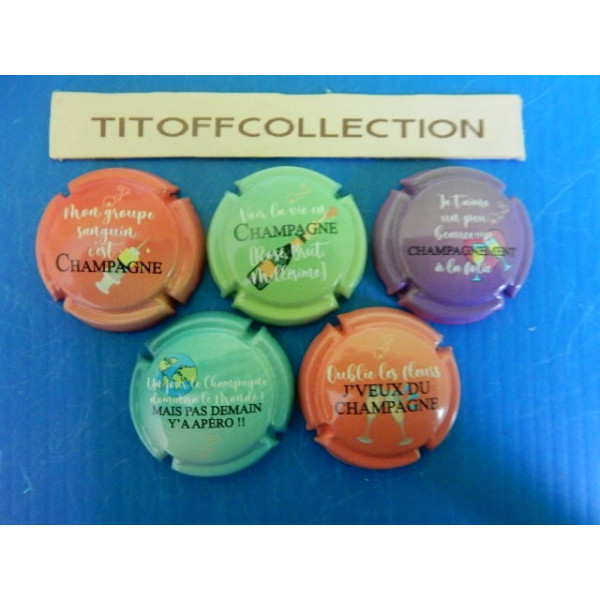 TITOFFCOLLECTION
Mon groupe
sanguin
c'est
CHAMPAGNE
Vois la vie en
CHAMPAGNE
[Rosé, Brut,
Millésime]
Je t'aime
un peu
beaucoup
CHAMPAGNEMENT
à la folie
Un jour le Champagne
dominera le Monde !
MAIS PAS DEMAIN
Y'A APÉRO !!
Oublie les fleurs
J'VEUX DU
CHAMPAGNE